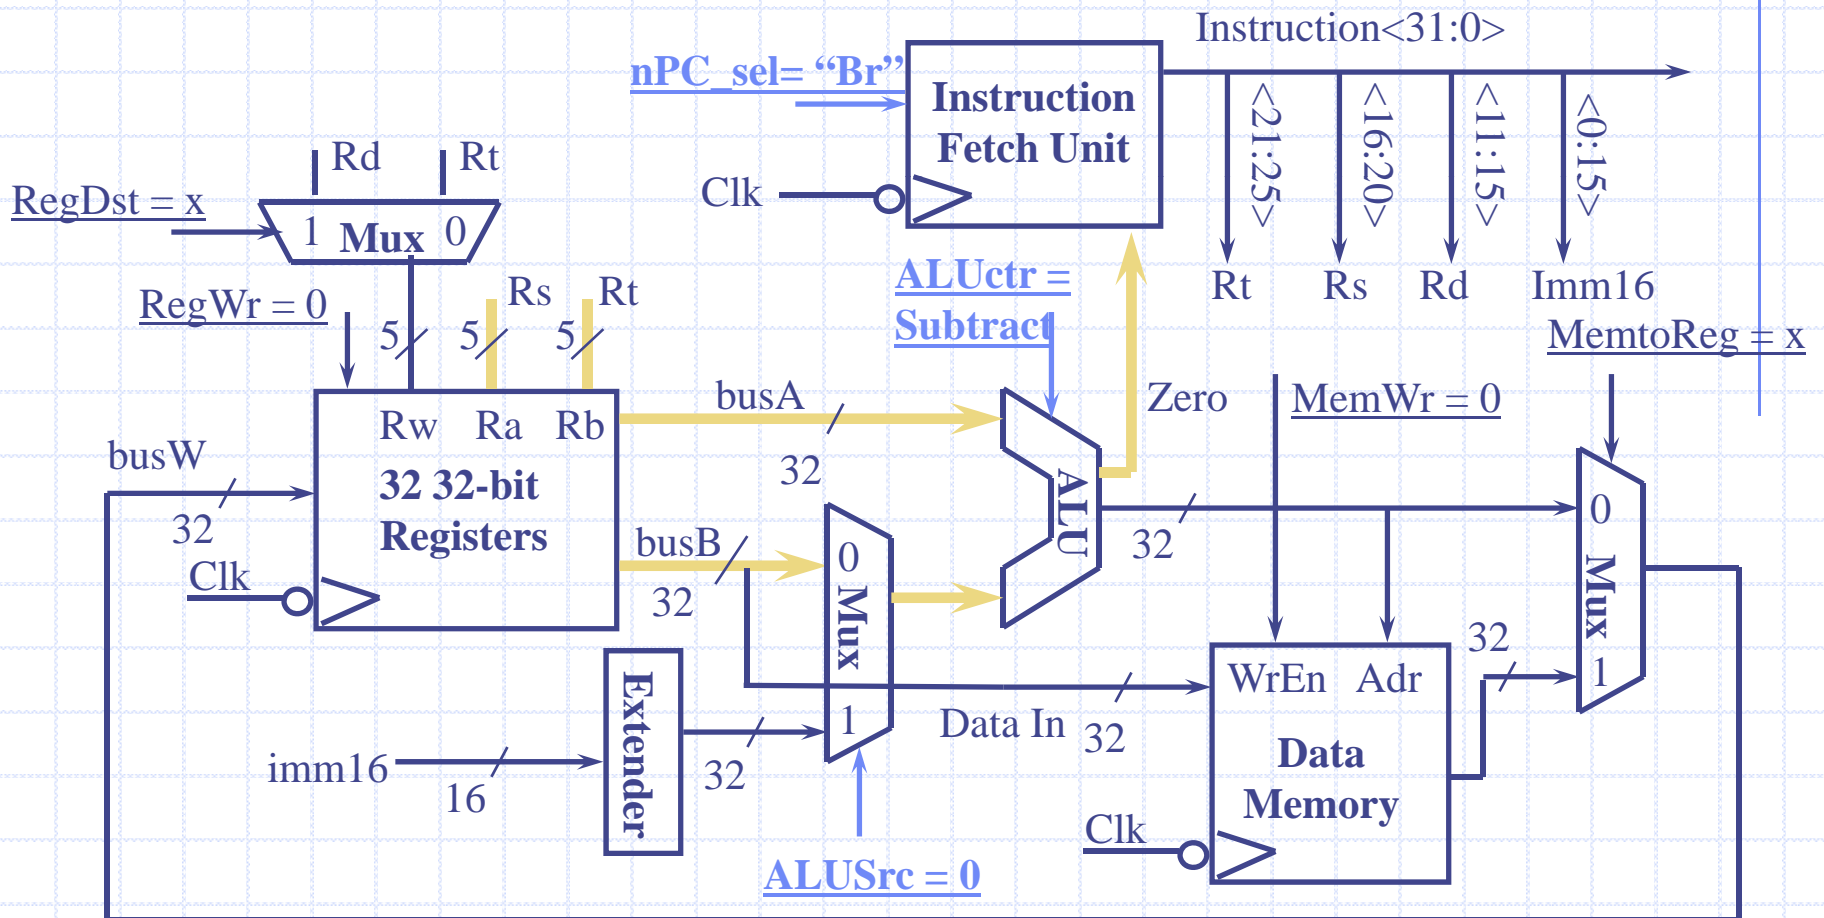 Instruction<31:0>
nPC_sel= “Br”
Instruction
Fetch Unit
Clk
<21:25>
<16:20>
<11:15>
<0:15>
Rt
Rs
Rd
Imm16
Rd
Rt
RegDst = x
1
Mux
0
RegWr = 0
5
5
Rs
5
Rt
ALUctr =
Subtract
MemtoReg = x
busA
32
Zero
MemWr = 0
Rw
Ra
Rb
32 32-bit
Registers
busW
32
Clk
busB
32
0
Mux
1
ALU
32
0
Mux
1
32
Extender
imm16
16
32
Data In
32
WrEn
Adr
Data
Memory
Clk
ALUSrc = 0